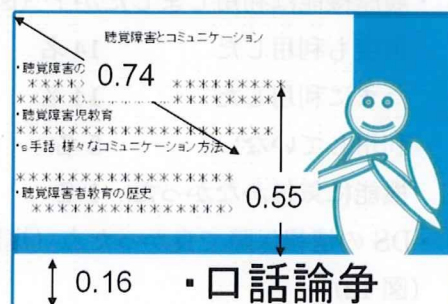 聴覚障害とコミュニケーション
・聴覚障害の
0.74
＊＊＊＊ ＊＊＊＊＊＊＊＊
・聴覚障害児教育
・s手話 様々なコミュニケーション方法
・聴覚障害者教育の歴史
0.55
0.16
・口話論争